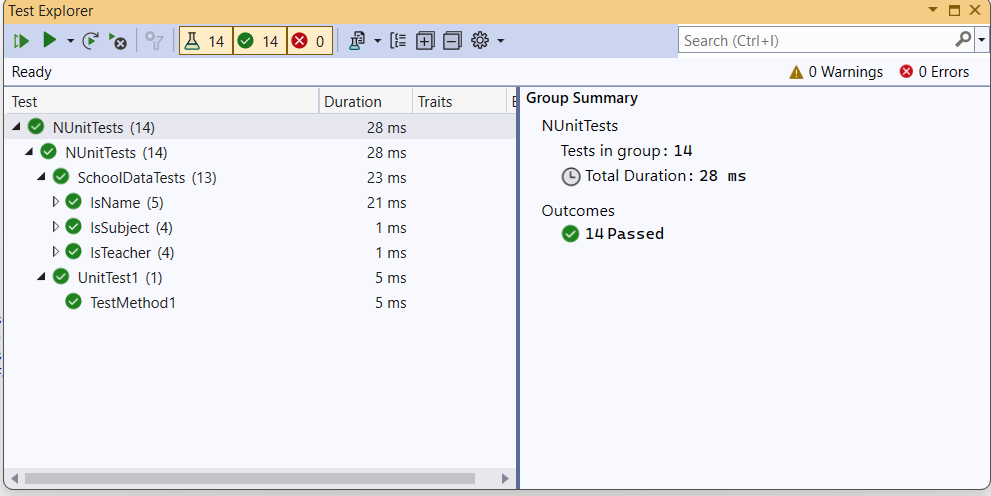 Test Explorer
14 14 0
Search (Ctrl+I)
Ready 0 Warnings 0 Errors
Test Duration Traits
NUnitTests (14) 28 ms
NUnitTests (14) 28 ms
SchoolDataTests (13) 23 ms
IsName (5) 21 ms
IsSubject (4) 1 ms
IsTeacher (4) 1 ms
UnitTest1 (1) 5 ms
TestMethod1 5 ms
Group Summary
NUnitTests
Tests in group: 14
Total Duration: 28 ms
Outcomes
14 Passed